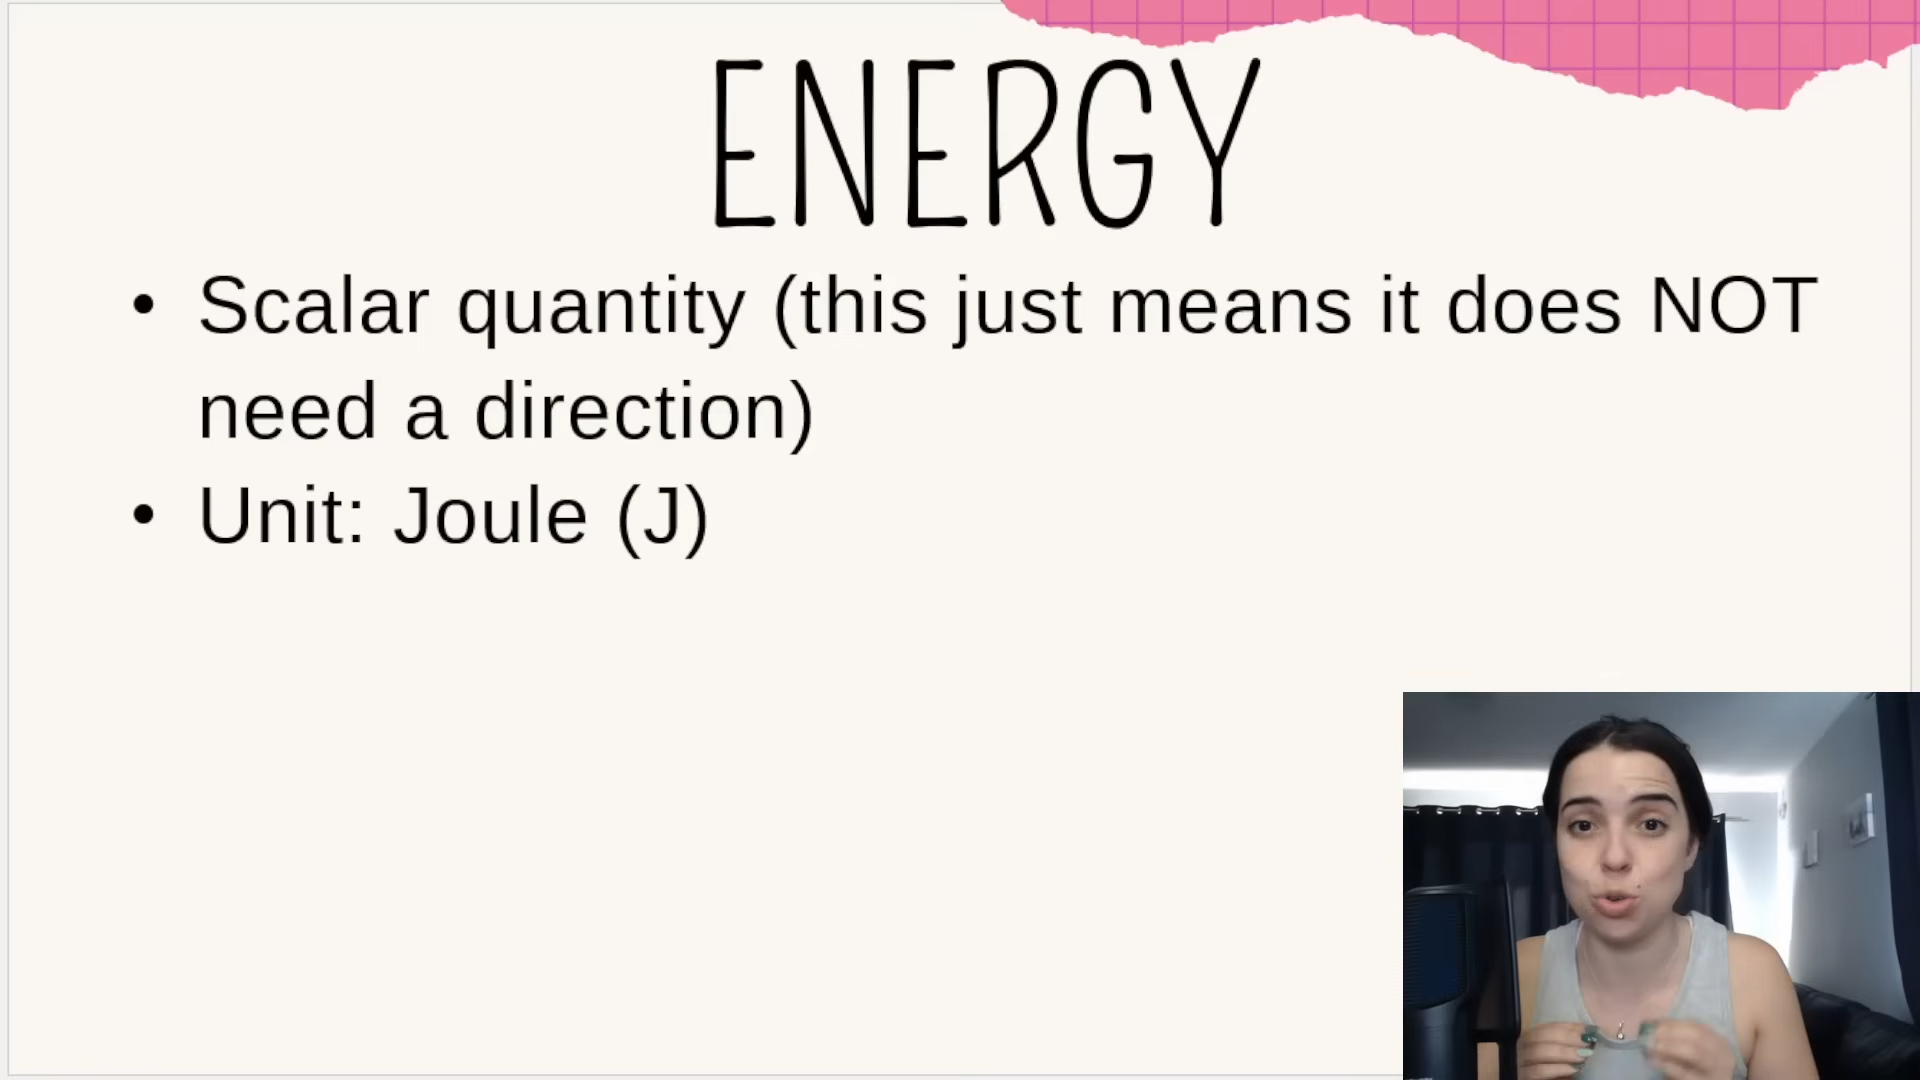 ENERGY
• Scalar quantity (this just means it does NOT
need a direction)
• Unit: Joule (J)